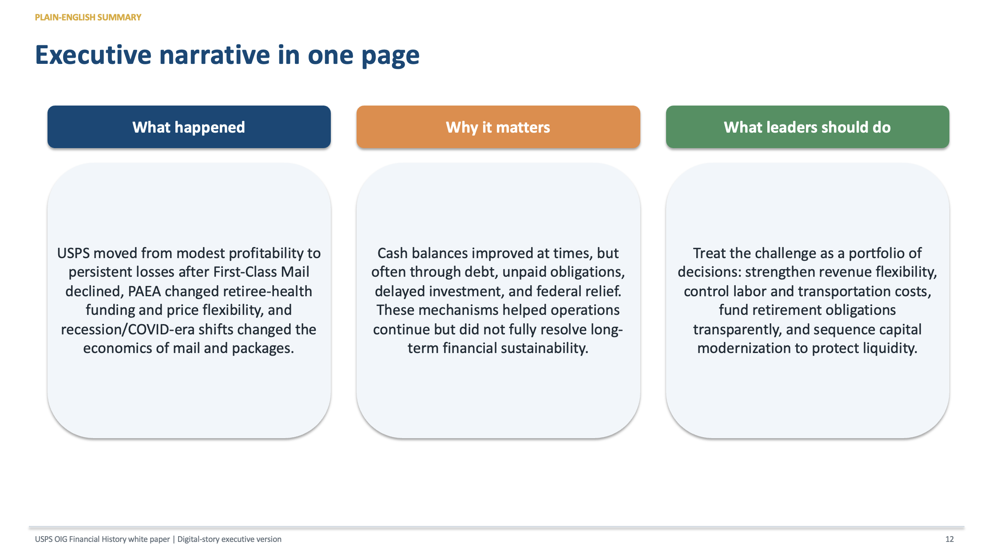 PLAIN-ENGLISH SUMMARY
Executive narrative in one page
What happened
USPS moved from modest profitability to
persistent losses after First-Class Mail
declined, PAEA changed retiree-health
funding and price flexibility, and
recession/COVID-era shifts changed the
economics of mail and packages.
Why it matters
Cash balances improved at times, but
often through debt, unpaid obligations,
delayed investment, and federal relief.
These mechanisms helped operations
continue but did not fully resolve long-
term financial sustainability.
What leaders should do
Treat the challenge as a portfolio of
decisions: strengthen revenue flexibility,
control labor and transportation costs,
fund retirement obligations
transparently, and sequence capital
modernization to protect liquidity.
USPS OIG Financial History white paper | Digital-story executive version
12